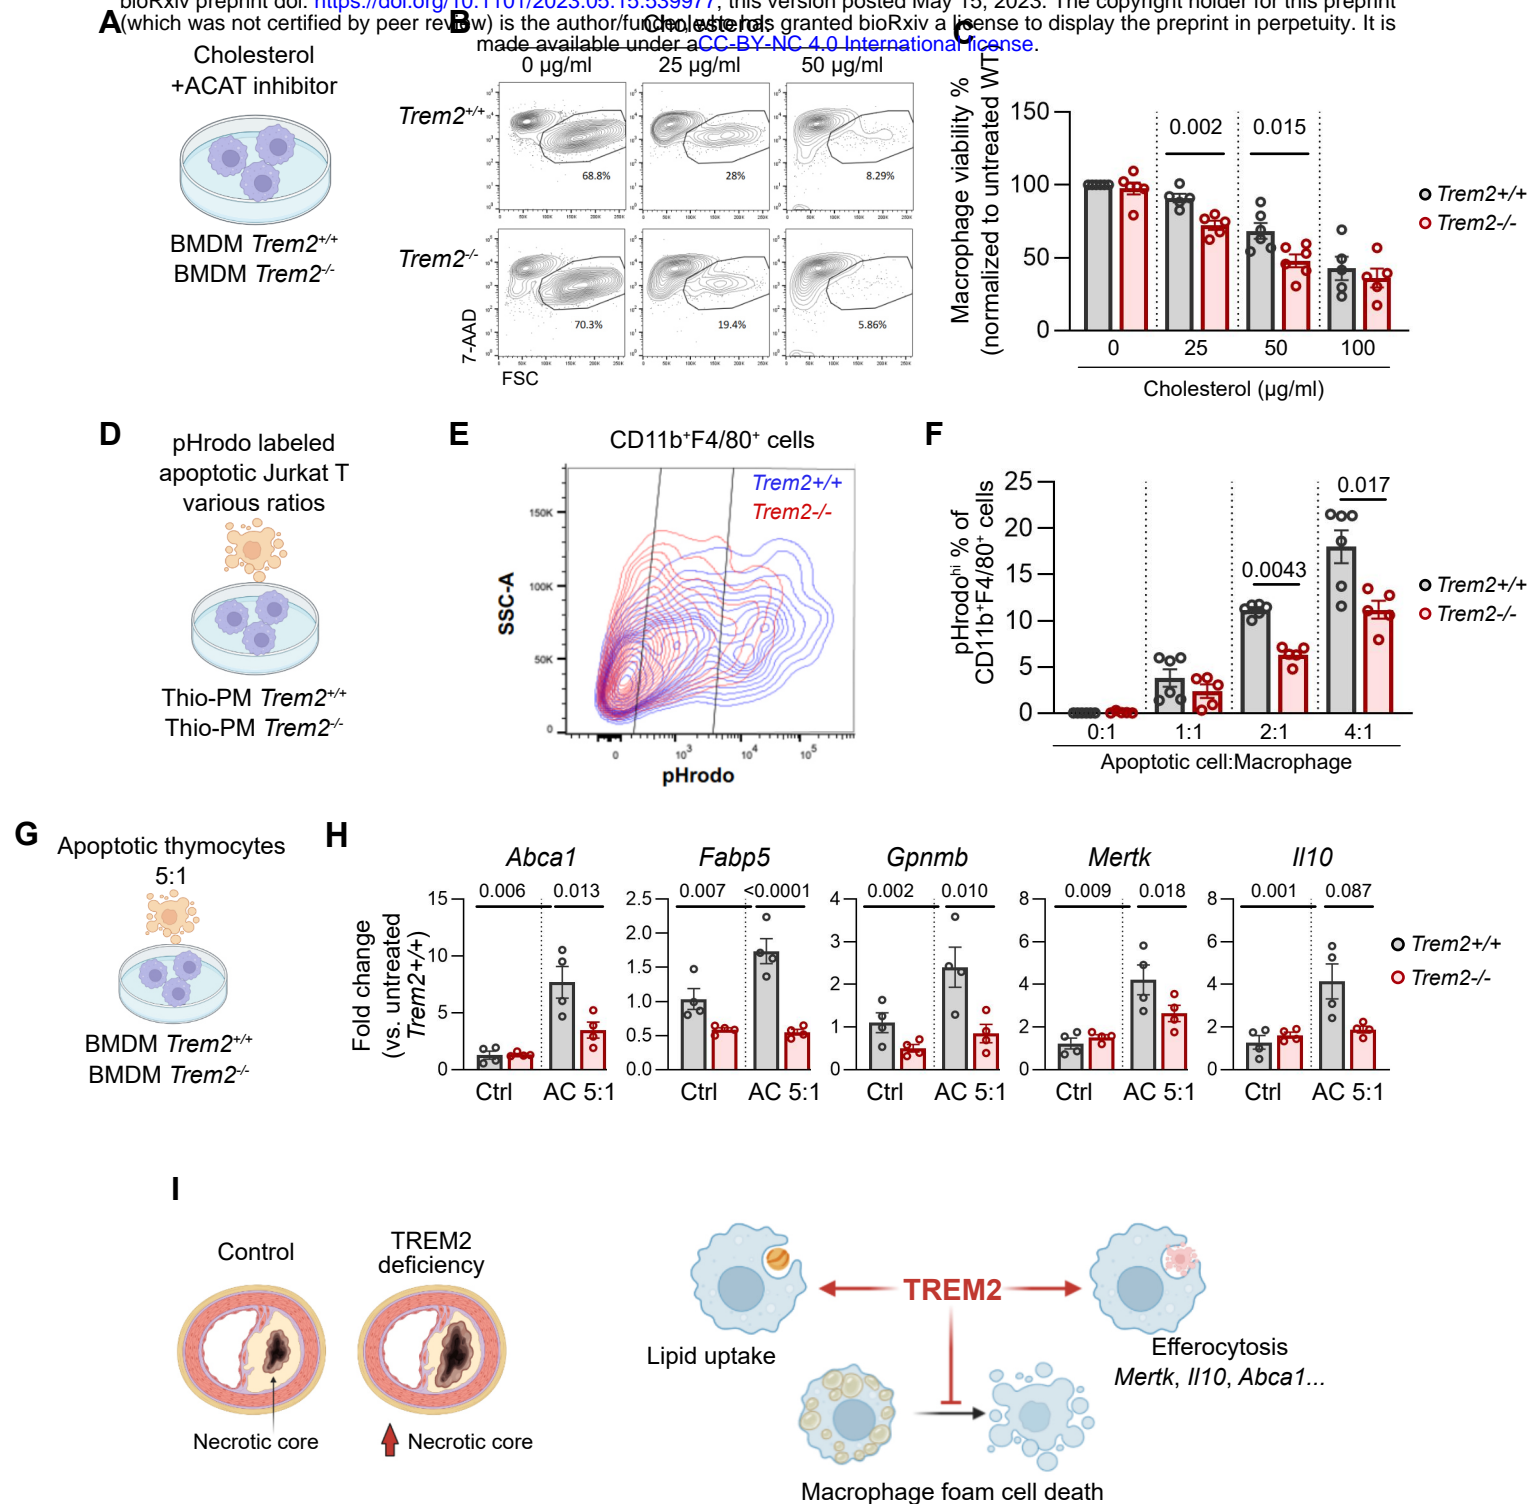 bioRxiv preprint doi: https://doi.org/10.1101/2023.05.15.539977; this version posted May 15, 2023. The copyright holder for this preprint
(which was not certified by peer review) is the author/funder, who has granted bioRxiv a license to display the preprint in perpetuity. It is
made available under aCC-BY-NC 4.0 International license.
A
Cholesterol
+ACAT inhibitor
BMDM Trem2+/+
BMDM Trem2-/-
B
Cholesterol:
0 µg/ml
25 µg/ml
50 µg/ml
Trem2+/+
68.8%
28%
8.29%
Trem2-/-
70.3%
19.4%
5.86%
7-AAD
FSC
C
Macrophage viability %
(normalized to untreated WT)
150
100
50
0
0.002
0.015
0
25
50
100
Cholesterol (µg/ml)
Trem2+/+
Trem2-/-
D
pHrodo labeled
apoptotic Jurkat T
various ratios
Thio-PM Trem2+/+
Thio-PM Trem2-/-
E
CD11b+F4/80+ cells
Trem2+/+
Trem2-/-
SSC-A
150K
100K
50K
0
0
103
104
105
pHrodo
F
pHrodohi % of
CD11b+F4/80+ cells
25
20
15
10
5
0
0.0043
0.017
0:1
1:1
2:1
4:1
Apoptotic cell:Macrophage
Trem2+/+
Trem2-/-
G
Apoptotic thymocytes
5:1
BMDM Trem2+/+
BMDM Trem2-/-
H
Fold change
(vs. untreated
Trem2+/+)
Abca1
0.006
0.013
15
10
5
0
Ctrl
AC 5:1
Fabp5
0.007
<0.0001
2.5
2.0
1.5
1.0
0.5
0.0
Ctrl
AC 5:1
Gpnmb
0.002
0.010
4
3
2
1
0
Ctrl
AC 5:1
Mertk
0.009
0.018
8
6
4
2
0
Ctrl
AC 5:1
Il10
0.001
0.087
8
6
4
2
0
Ctrl
AC 5:1
Trem2+/+
Trem2-/-
I
Control
TREM2
deficiency
Necrotic core
Necrotic core
TREM2
Lipid uptake
Efferocytosis
Mertk, Il10, Abca1...
Macrophage foam cell death